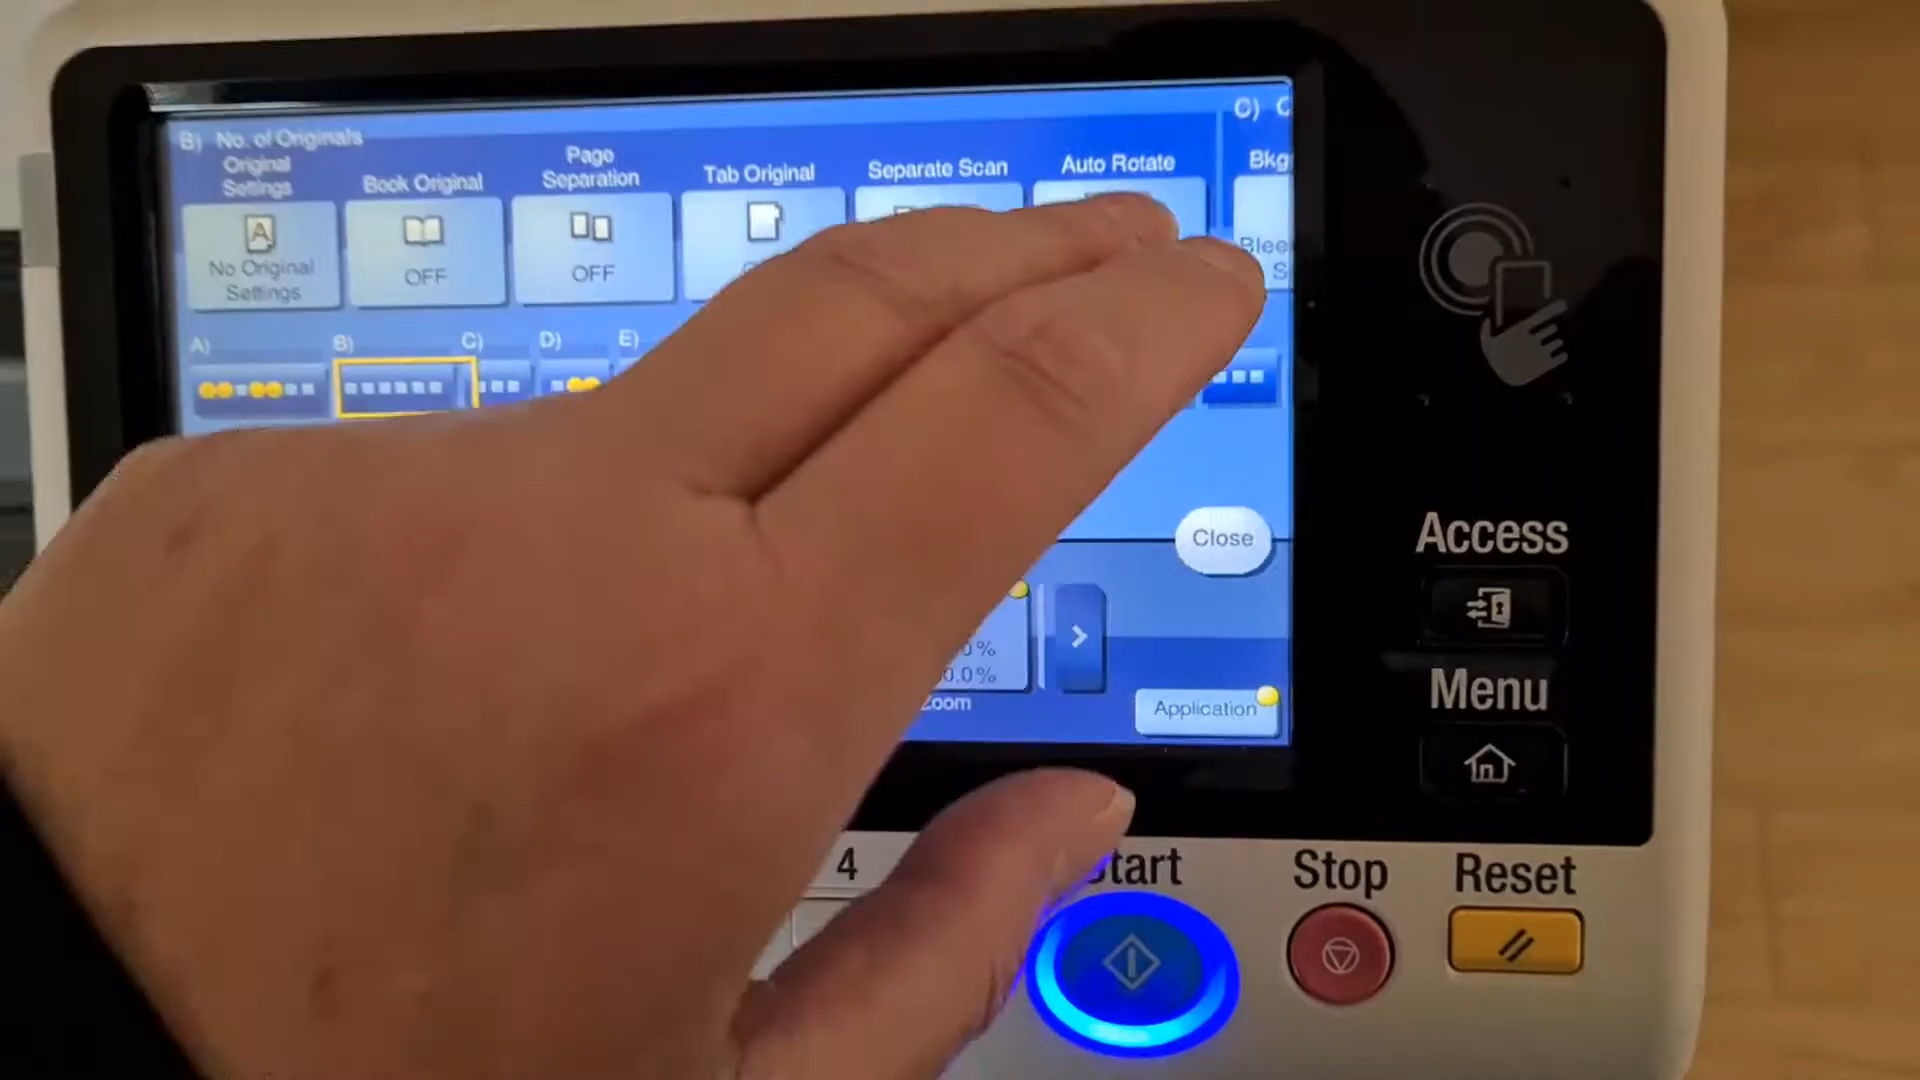 B) No. of Originals
C) C
Original Settings
Book Original
Page Separation
Tab Original
Separate Scan
Auto Rotate
Bkg
A
No Original Settings
OFF
OFF
Blee
S
A)
B)
C)
D)
E)
Close
0%
0.0%
Zoom
Application
Access
Menu
4
Start
Stop
Reset